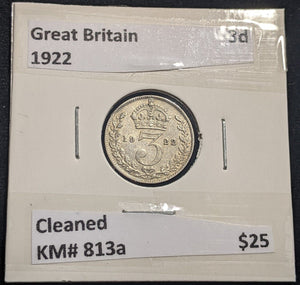 Great Britain 3d
1922
19 3 22
Cleaned
KM# 813a $25